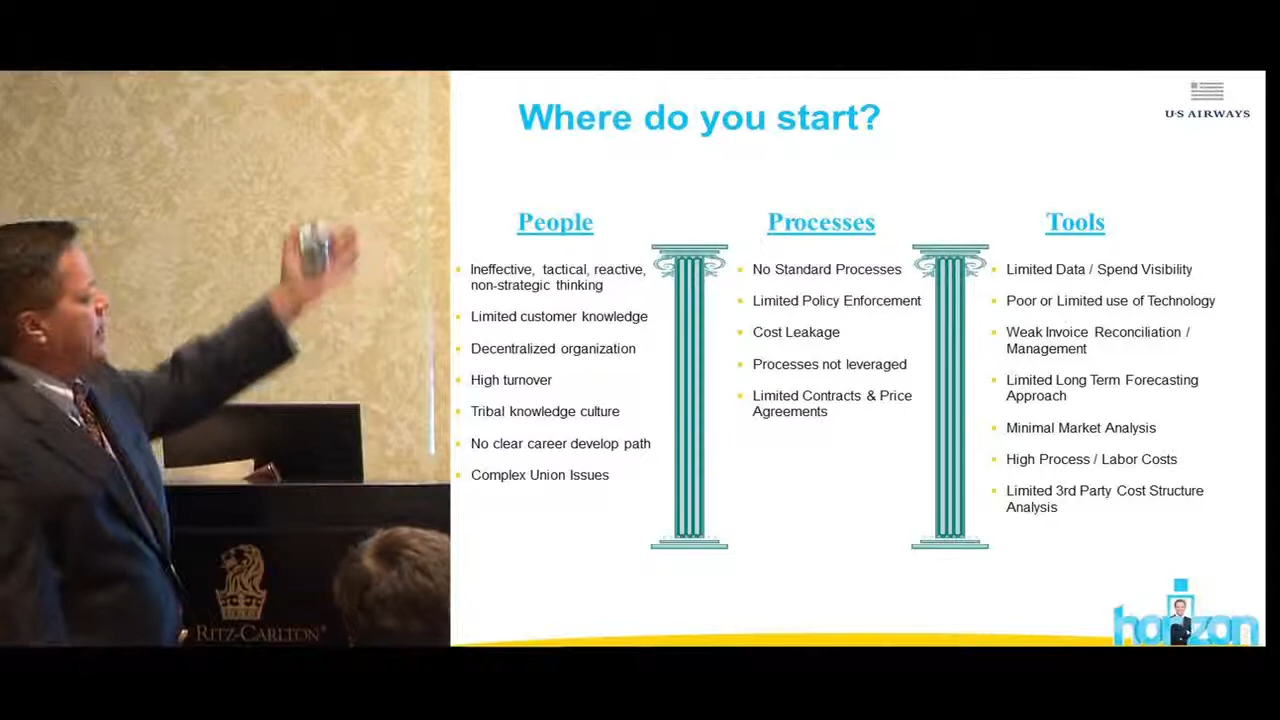 Where do you start?
U·S AIRWAYS
People
Ineffective, tactical, reactive,
non-strategic thinking
Limited customer knowledge
Decentralized organization
High turnover
Tribal knowledge culture
No clear career develop path
Complex Union Issues
Processes
No Standard Processes
Limited Policy Enforcement
Cost Leakage
Processes not leveraged
Limited Contracts & Price
Agreements
Tools
Limited Data / Spend Visibility
Poor or Limited use of Technology
Weak Invoice Reconciliation /
Management
Limited Long Term Forecasting
Approach
Minimal Market Analysis
High Process / Labor Costs
Limited 3rd Party Cost Structure
Analysis
RITZ-CARLTON®
horizon